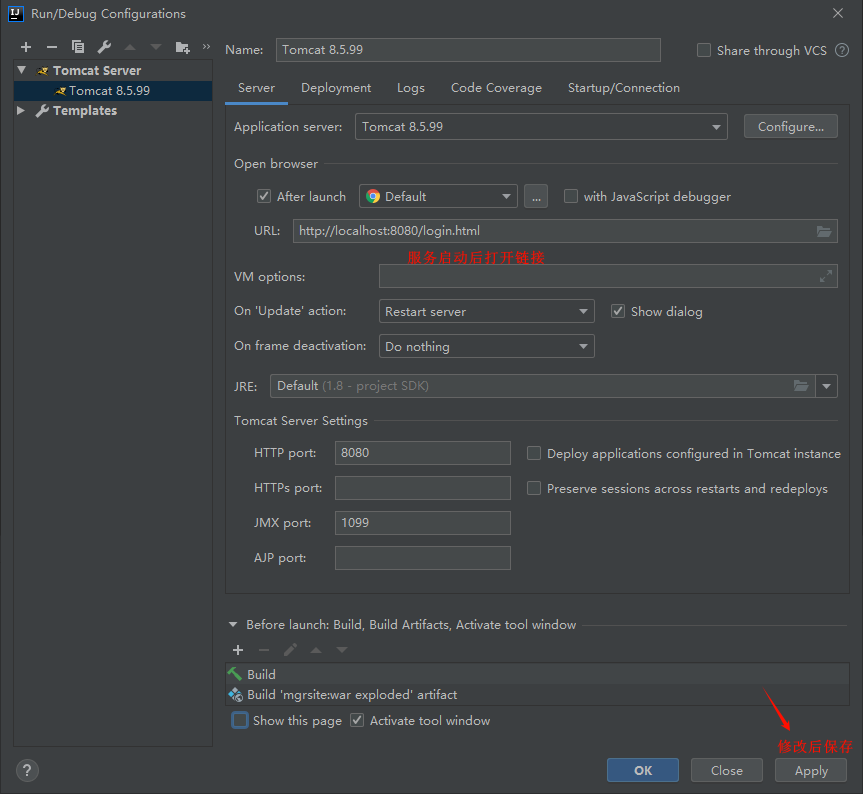 Run/Debug Configurations
Name: Tomcat 8.5.99 Share through VCS ?
Tomcat Server
Tomcat 8.5.99
Templates
Server Deployment Logs Code Coverage Startup/Connection
Application server: Tomcat 8.5.99 Configure...
Open browser
After launch Default ... with JavaScript debugger
URL: http://localhost:8080/login.html
服务启动后打开链接
VM options:
On 'Update' action: Restart server Show dialog
On frame deactivation: Do nothing
JRE: Default (1.8 - project SDK)
Tomcat Server Settings
HTTP port: 8080 Deploy applications configured in Tomcat instance
HTTPs port: Preserve sessions across restarts and redeploys
JMX port: 1099
AJP port:
Before launch: Build, Build Artifacts, Activate tool window
Build
Build 'mgrsite:war exploded' artifact
Show this page Activate tool window
修改后保存
? OK Close Apply